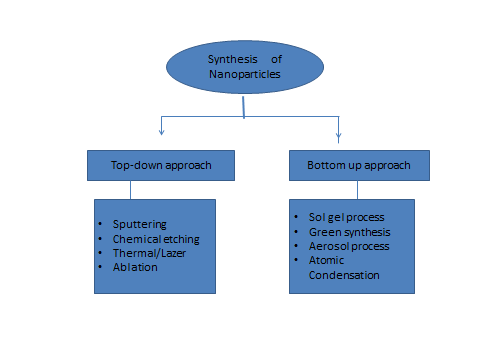 Synthesis of
Nanoparticles
Top-down approach
Bottom up approach
• Sputtering
• Chemical etching
• Thermal/Lazer
• Ablation
• Sol gel process
• Green synthesis
• Aerosol process
• Atomic
Condensation